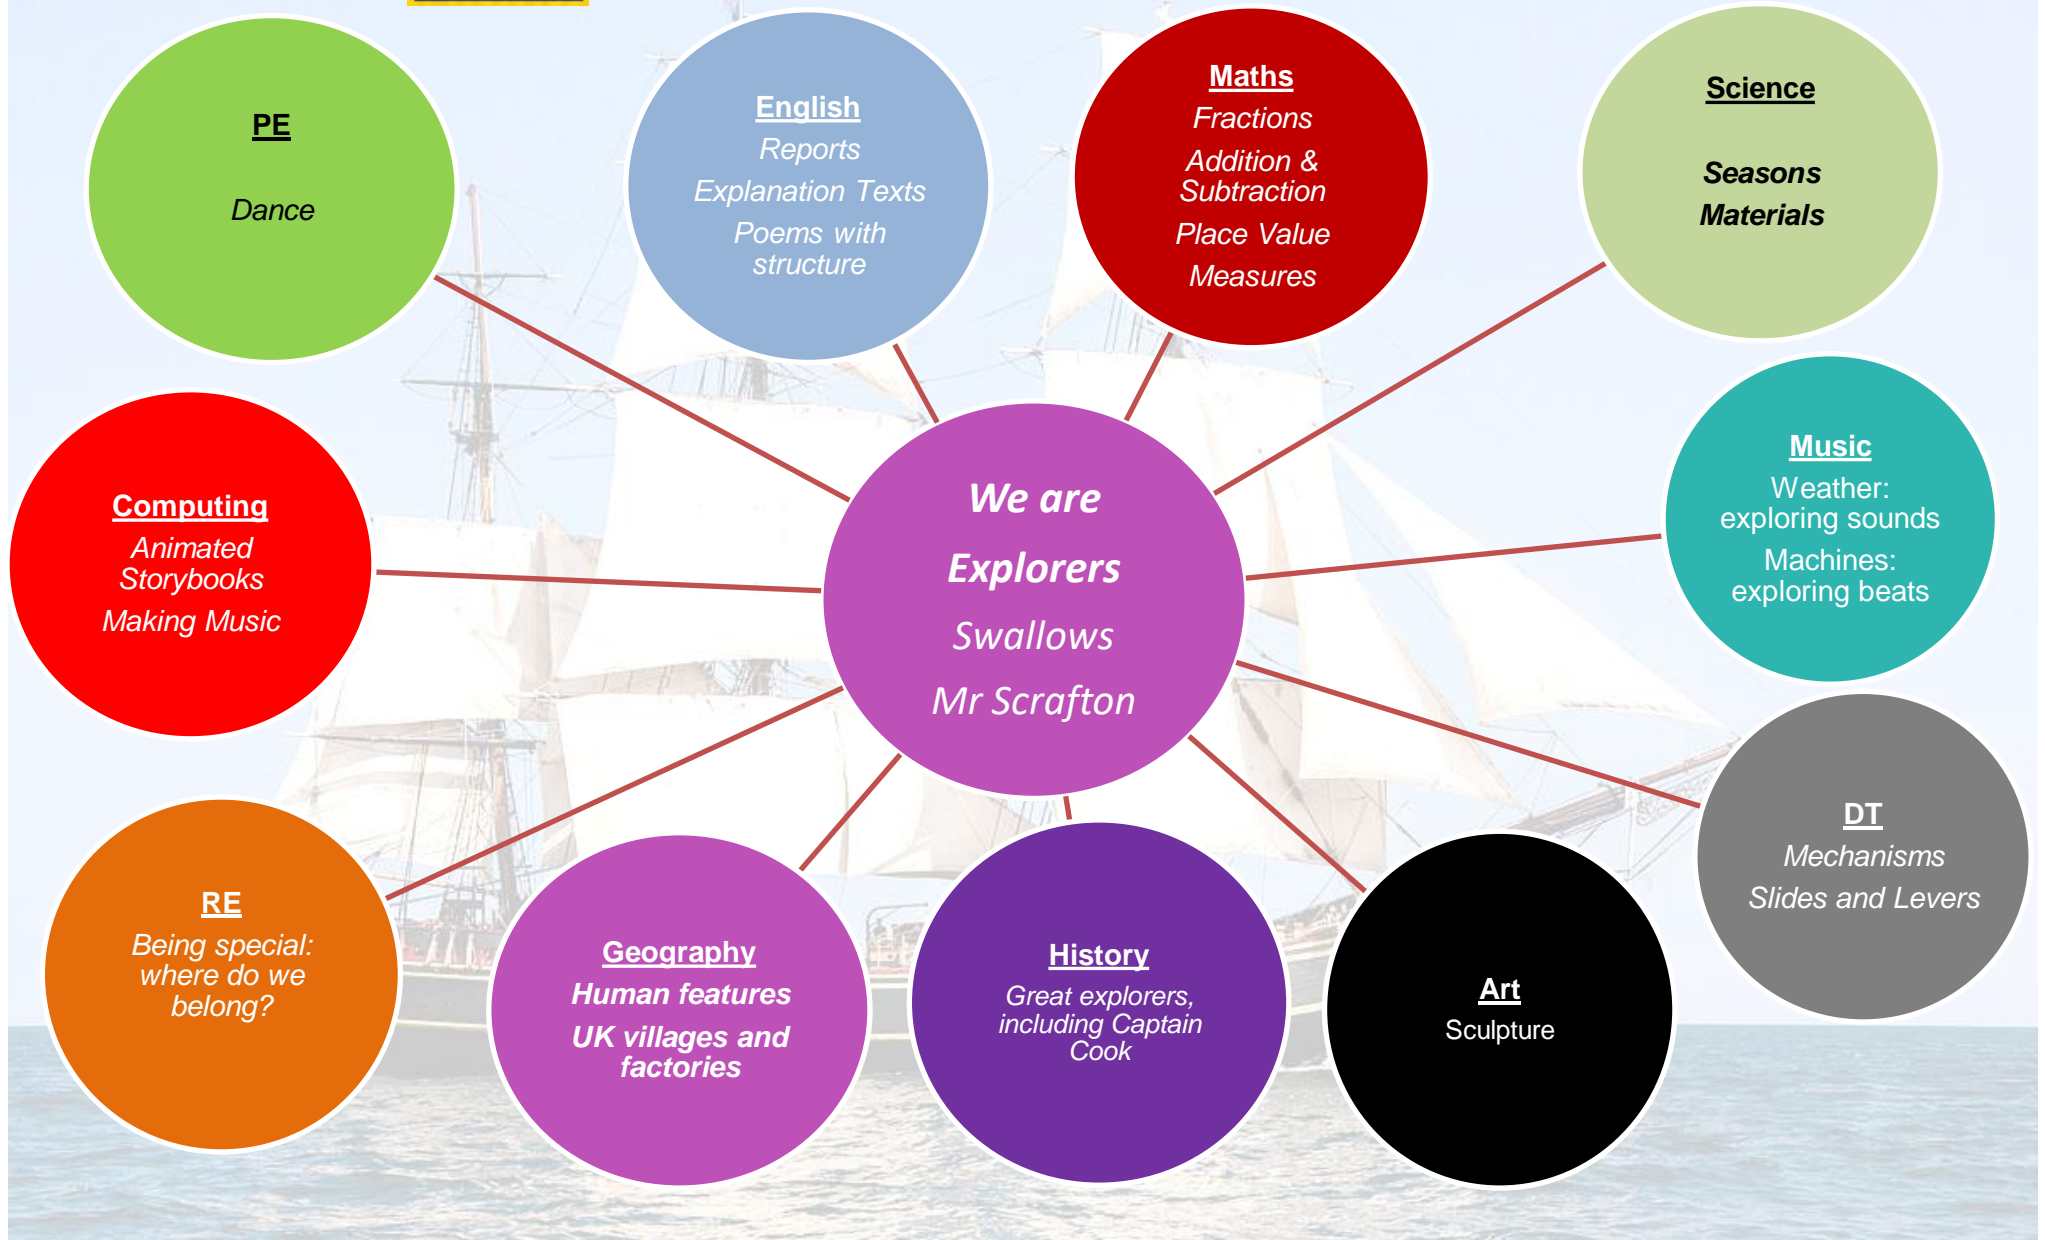 PE
Dance
English
Reports
Explanation Texts
Poems with
structure
Maths
Fractions
Addition &
Subtraction
Place Value
Measures
Science
Seasons
Materials
Computing
Animated
Storybooks
Making Music
We are
Explorers
Swallows
Mr Scrafton
Music
Weather:
exploring sounds
Machines:
exploring beats
RE
Being special:
where do we
belong?
Geography
Human features
UK villages and
factories
History
Great explorers,
including Captain
Cook
Art
Sculpture
DT
Mechanisms
Slides and Levers